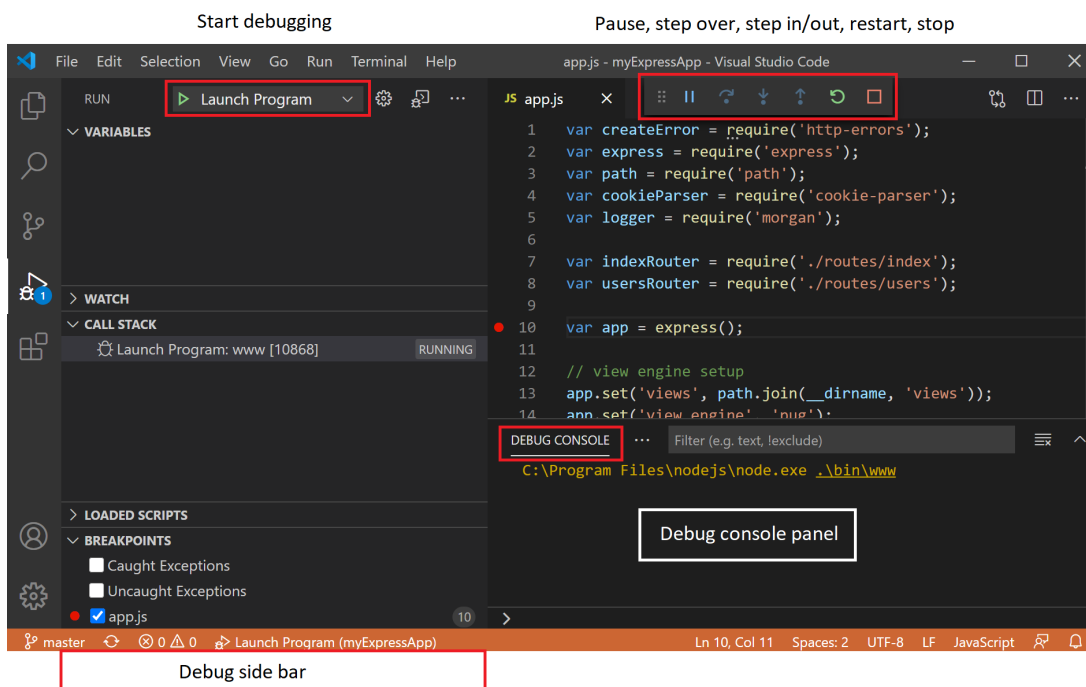 Start debugging
Pause, step over, step in/out, restart, stop
File Edit Selection View Go Run Terminal Help
app.js - myExpressApp - Visual Studio Code
RUN
Launch Program
JS app.js
VARIABLES
1 var createError = require('http-errors');
2 var express = require('express');
3 var path = require('path');
4 var cookieParser = require('cookie-parser');
5 var logger = require('morgan');
6
7 var indexRouter = require('./routes/index');
8 var usersRouter = require('./routes/users');
9
10 var app = express();
11
12 // view engine setup
13 app.set('views', path.join(__dirname, 'views'));
14 app.set('view engine', 'pug');
1
WATCH
CALL STACK
Launch Program: www [10868] RUNNING
DEBUG CONSOLE
Filter (e.g. text, !exclude)
C:\Program Files\nodejs\node.exe .\bin\www
Debug console panel
LOADED SCRIPTS
BREAKPOINTS
Caught Exceptions
Uncaught Exceptions
app.js 10
master 0 0 Launch Program (myExpressApp)
Ln 10, Col 11 Spaces: 2 UTF-8 LF JavaScript
Debug side bar